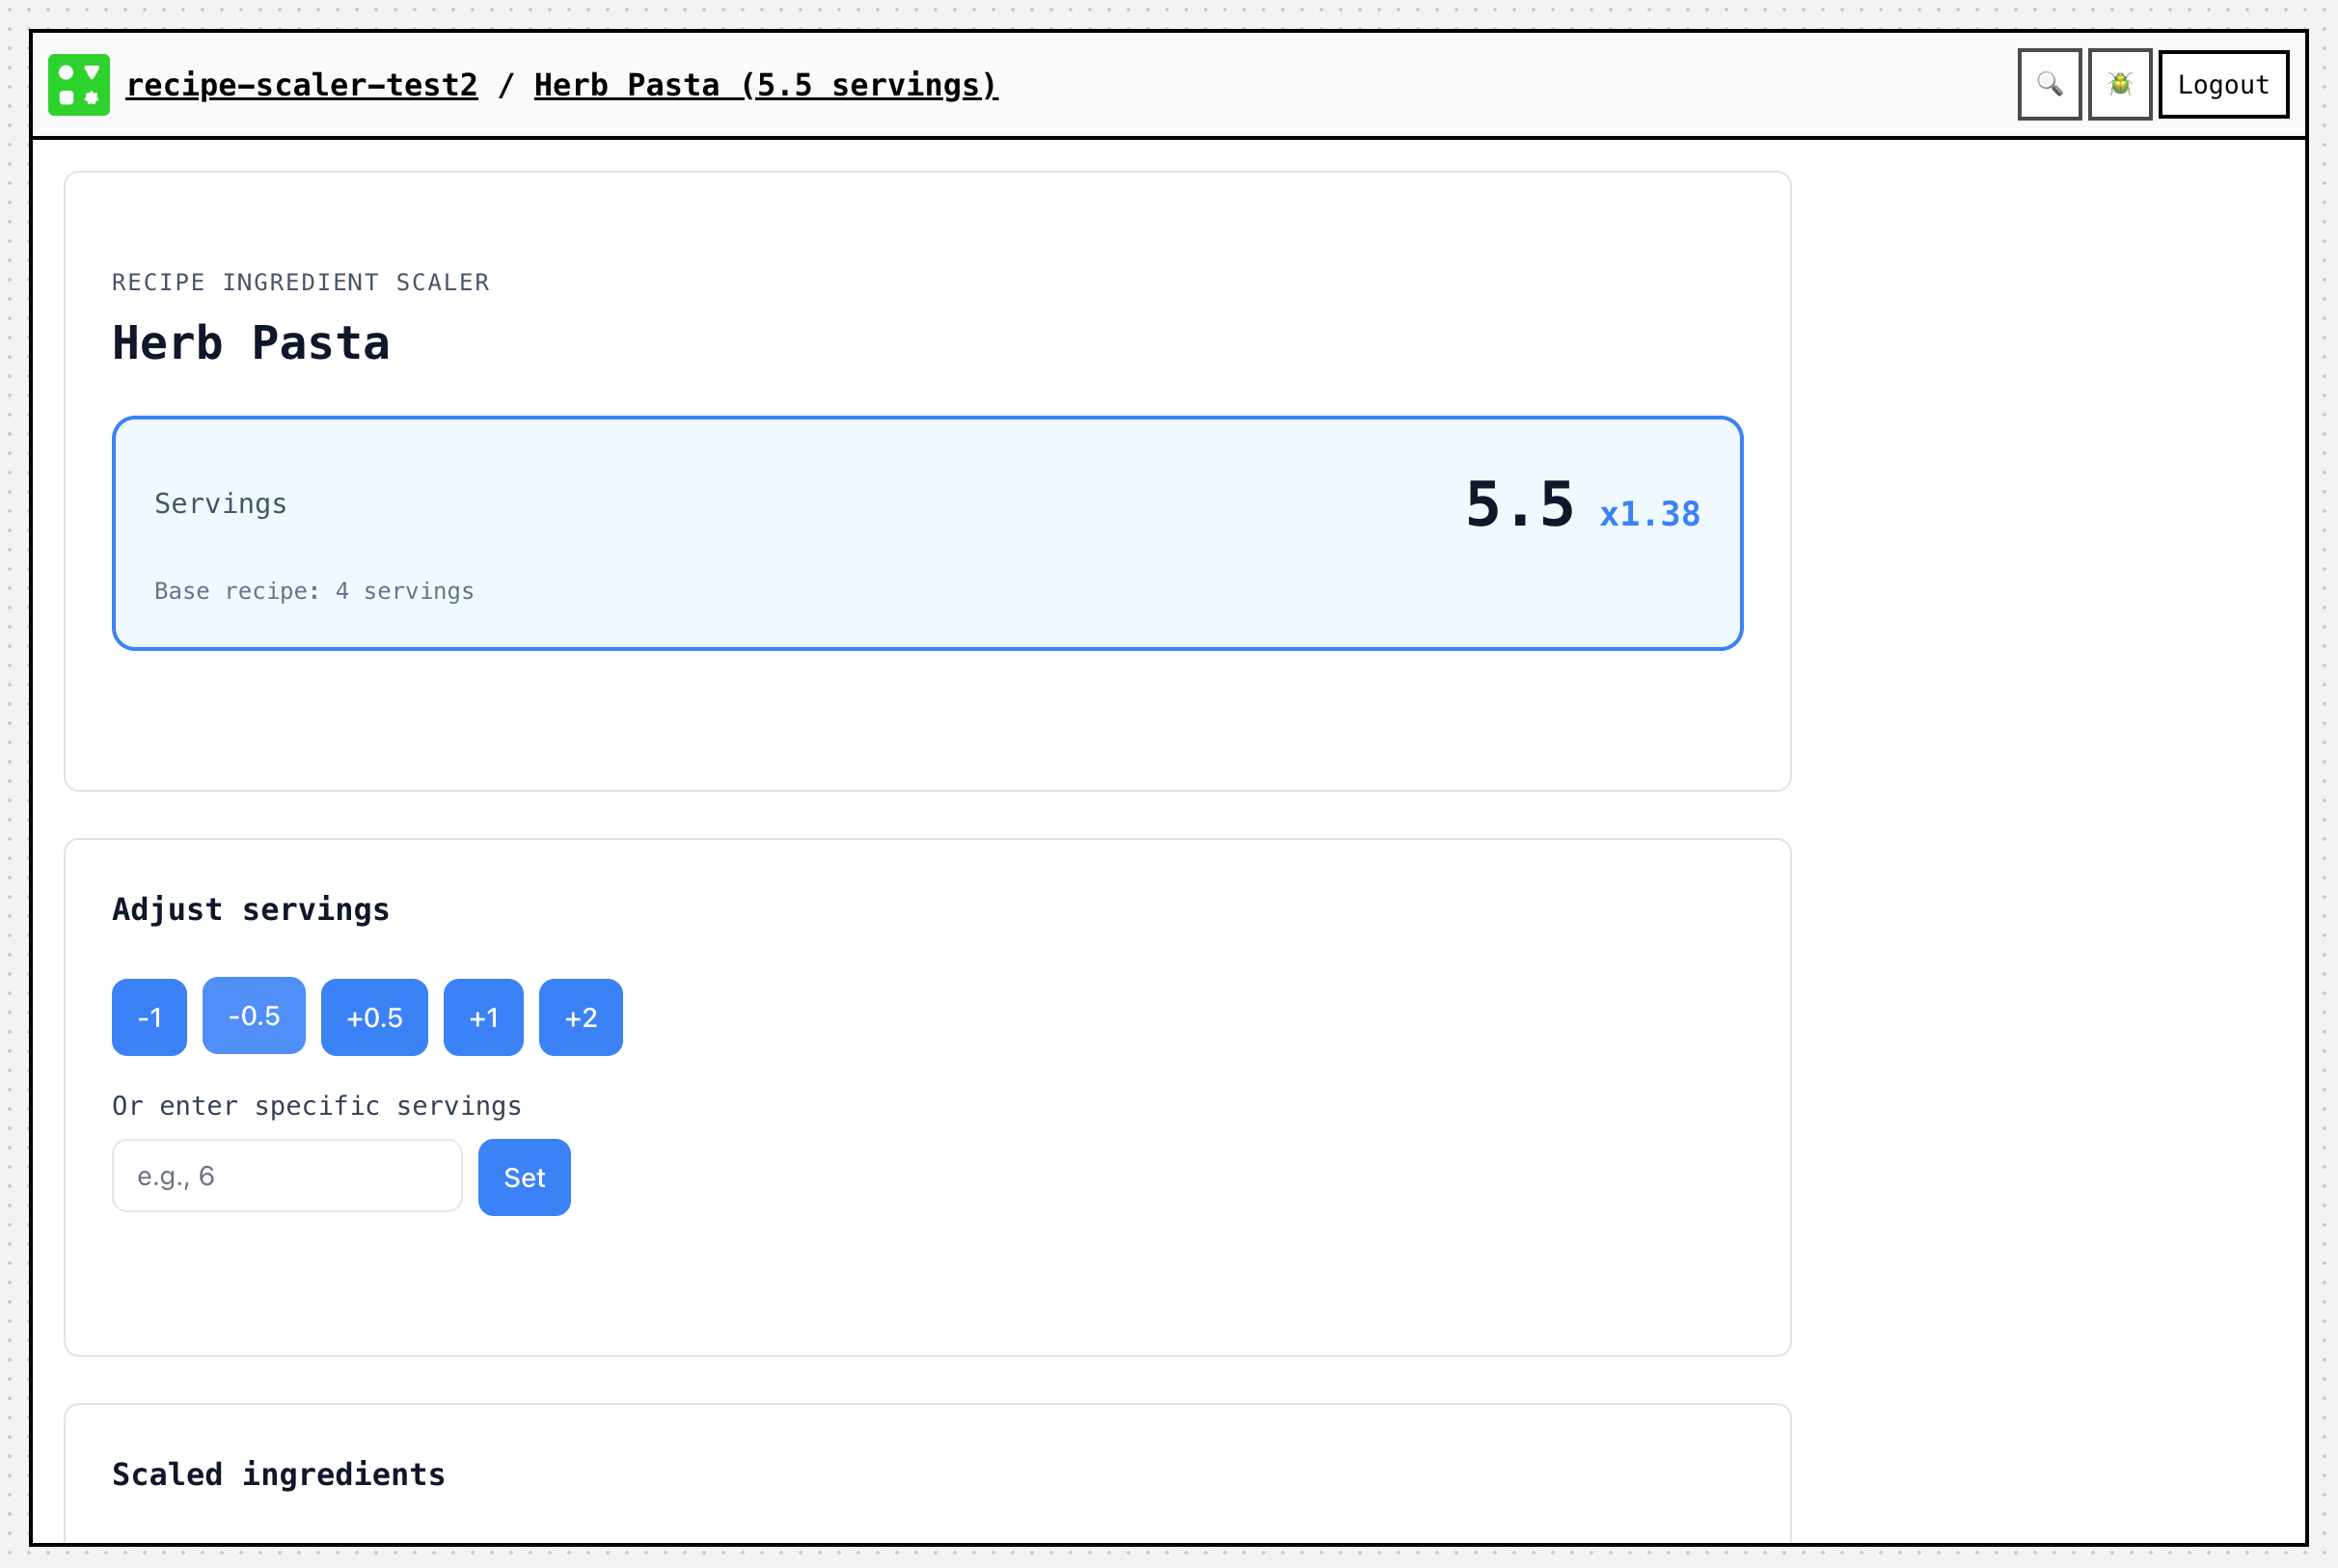 recipe-scaler-test2 / Herb Pasta (5.5 servings)
Logout
RECIPE INGREDIENT SCALER
Herb Pasta
Servings
5.5 x1.38
Base recipe: 4 servings
Adjust servings
-1 -0.5 +0.5 +1 +2
Or enter specific servings
e.g., 6
Set
Scaled ingredients